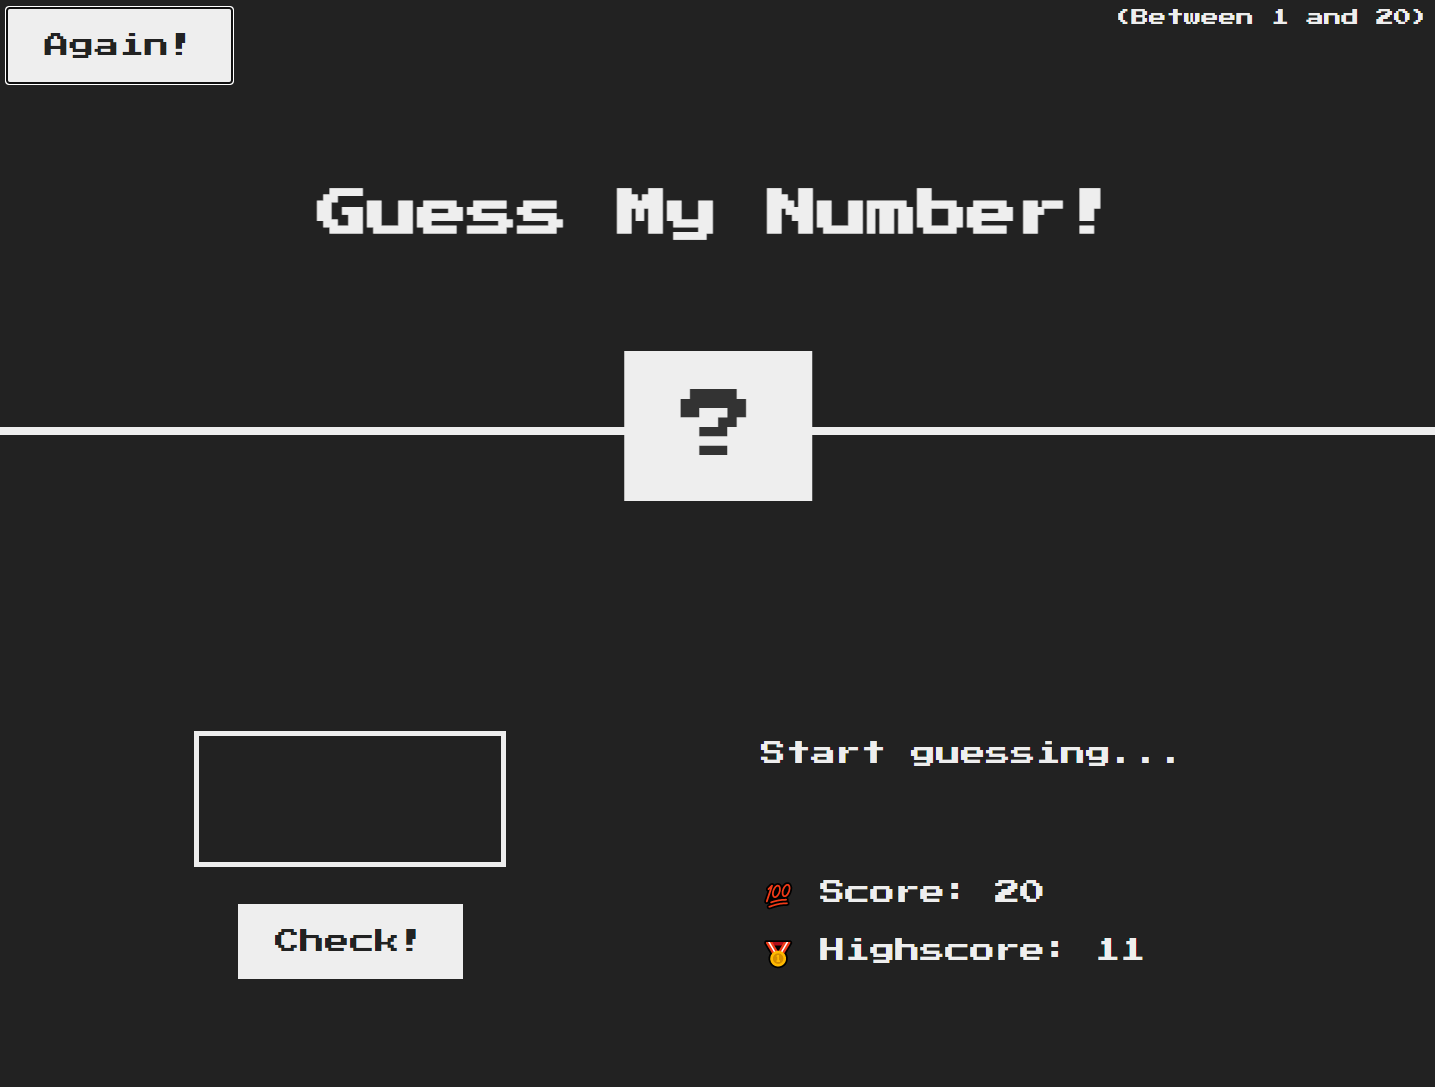 Again!
(Between 1 and 20)
Guess My Number!
?
Start guessing...
Check!
💯 Score: 20
🥇 Highscore: 11